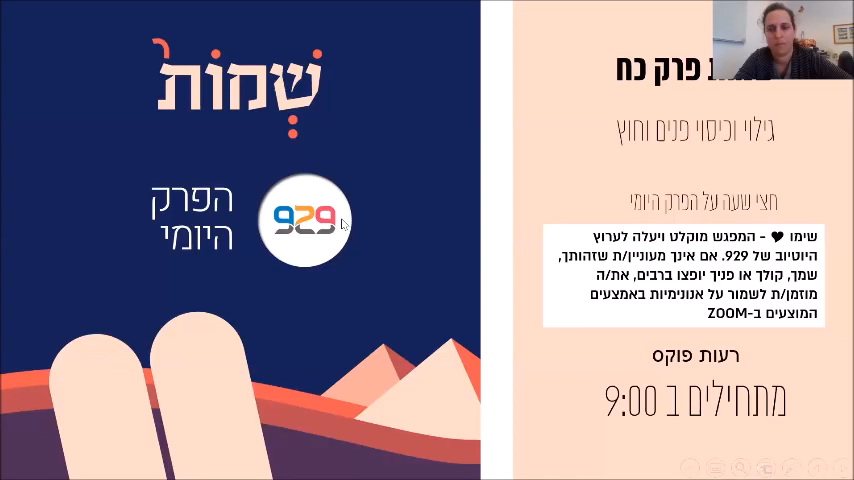 שְׁמוֹת
הפרק
היומי
929
פרק כח
גילוי וכיסוי פנים וחוץ
חצי שעה על הפרק היומי
שימו ♥ - המפגש מוקלט ויעלה לערוץ
היוטיוב של 929. אם אינך מעוניין/ת שזהותך,
שמך, קולך או פניך יופצו ברבים, את/ה
מוזמן/ת לשמור על אנונימיות באמצעים
המוצעים ב-ZOOM
רעות פוקס
מתחילים ב 9:00